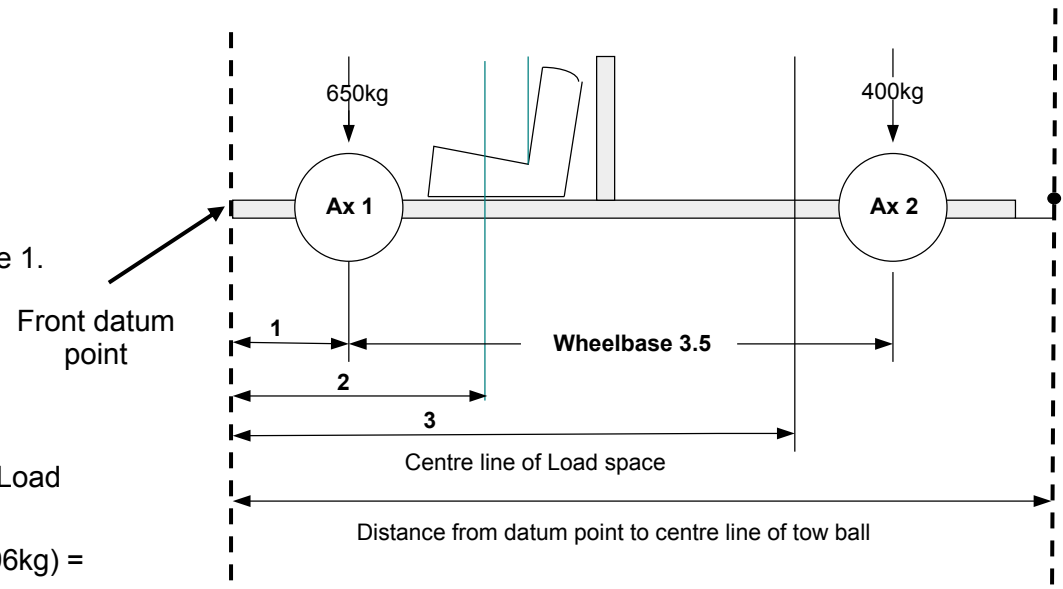 650kg
400kg
Ax 1
Ax 2
e 1.
Front datum
point
1
Wheelbase 3.5
2
3
Centre line of Load space
Load
Distance from datum point to centre line of tow ball
6kg) =